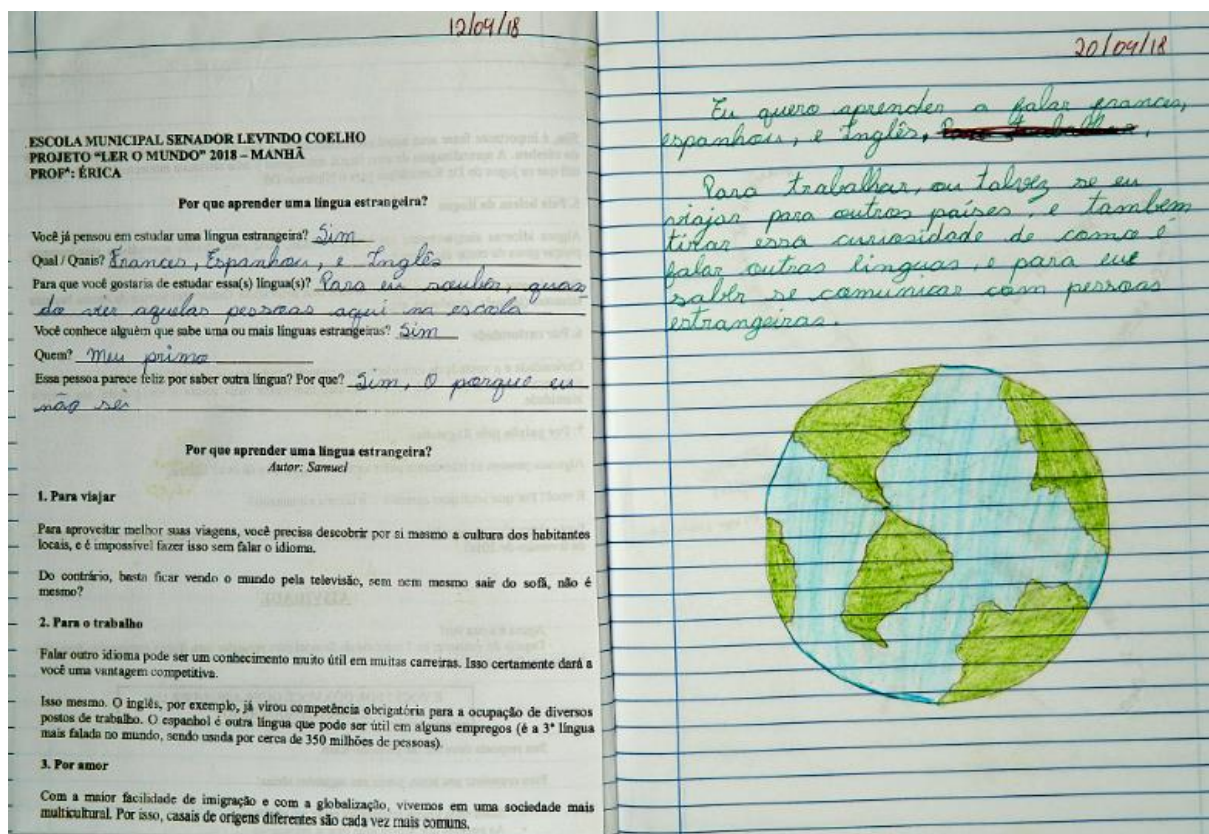 12/04/18
ESCOLA MUNICIPAL SENADOR LEVINDO COELHO
PROJETO "LER O MUNDO" 2018 – MANHÃ
PROFª: ÉRICA
Por que aprender uma língua estrangeira?
Você já pensou em estudar uma língua estrangeira? Sim
Qual / Quais? Frances, Espanhou, e Inglês
Para que você gostaria de estudar essa(s) língua(s)? Para eu sauber, quan
do vier aquelas pessoas aqui na escola
Você conhece alguém que sabe uma ou mais línguas estrangeiras? Sim
Quem? Meu primo
Essa pessoa parece feliz por saber outra língua? Por que? Sim, O porque eu
não sei
Por que aprender uma língua estrangeira?
Autor: Samuel
1. Para viajar
Para aproveitar melhor suas viagens, você precisa descobrir por si mesmo a cultura dos habitantes
locais, e é impossível fazer isso sem falar o idioma.
Do contrário, basta ficar vendo o mundo pela televisão, sem nem mesmo sair do sofá, não é
mesmo?
2. Para o trabalho
Falar outro idioma pode ser um conhecimento muito útil em muitas carreiras. Isso certamente dará a
você uma vantagem competitiva.
Isso mesmo. O inglês, por exemplo, já virou competência obrigatória para a ocupação de diversos
postos de trabalho. O espanhol é outra língua que pode ser útil em alguns empregos (é a 3ª língua
mais falada no mundo, sendo usada por cerca de 350 milhões de pessoas).
3. Por amor
Com a maior facilidade de imigração e com a globalização, vivemos em uma sociedade mais
multicultural. Por isso, casais de origens diferentes são cada vez mais comuns.
20/04/18
Eu quero aprender a falar frances,
espanhou, e Inglês,
Para trabalhar, ou talvez se eu
viajar para outros países, e também
tirar essa curiosidade de como é
falar outras línguas, e para eu
saber se comunicar com pessoas
estrangeiras.